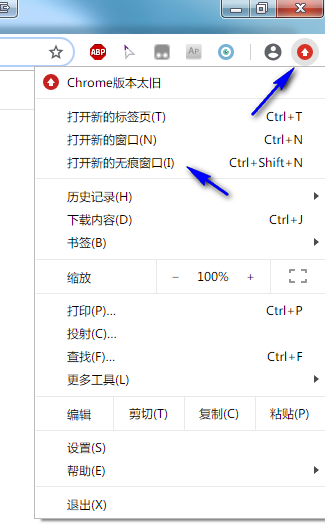 ABP
Ap
Chrome版本太旧
打开新的标签页(T) Ctrl+T
打开新的窗口(N) Ctrl+N
打开新的无痕窗口(I) Ctrl+Shift+N
历史记录(H)
下载内容(D) Ctrl+J
书签(B)
缩放 − 100% +
打印(P)... Ctrl+P
投射(C)...
查找(F)... Ctrl+F
更多工具(L)
编辑 剪切(T) 复制(C) 粘贴(P)
设置(S)
帮助(E)
退出(X)